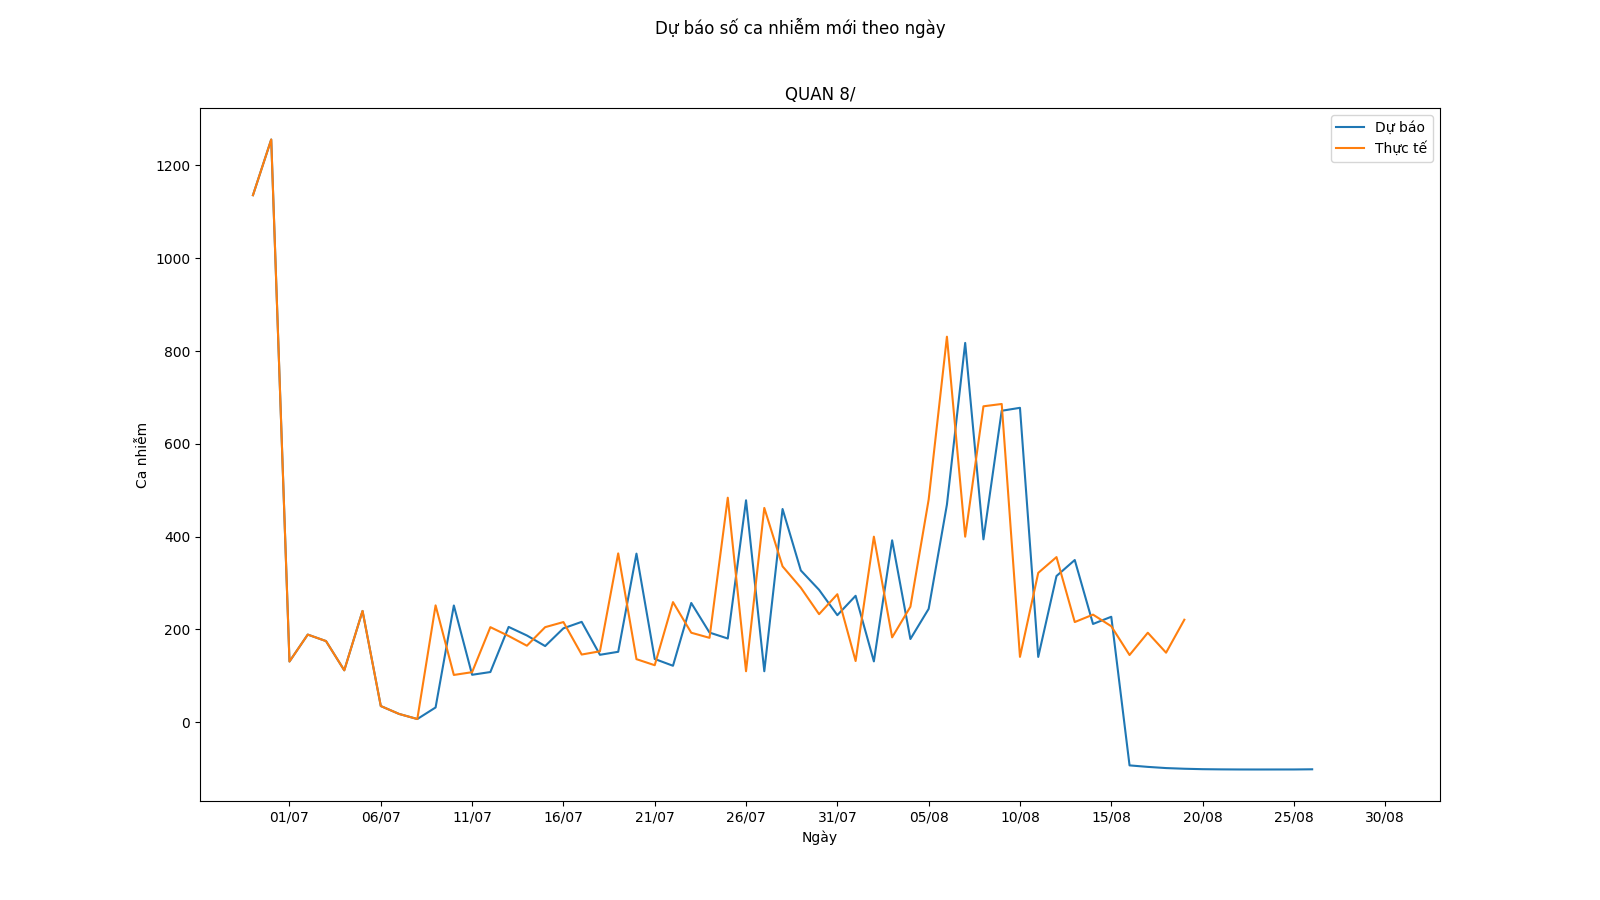 Dự báo số ca nhiễm mới theo ngày
QUAN 8/
Dự báo
Thực tế
1200
1000
800
600
400
200
0
Ca nhiễm
01/07 06/07 11/07 16/07 21/07 26/07 31/07 05/08 10/08 15/08 20/08 25/08 30/08
Ngày